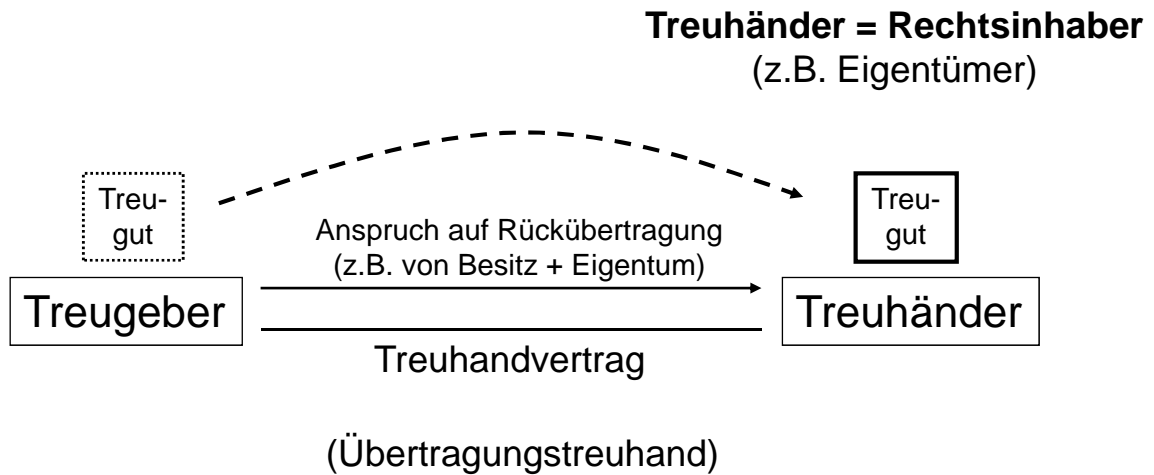 Treuhänder = Rechtsinhaber
(z.B. Eigentümer)
Treu-
gut
Treu-
gut
Anspruch auf Rückübertragung
(z.B. von Besitz + Eigentum)
Treugeber
Treuhänder
Treuhandvertrag
(Übertragungstreuhand)